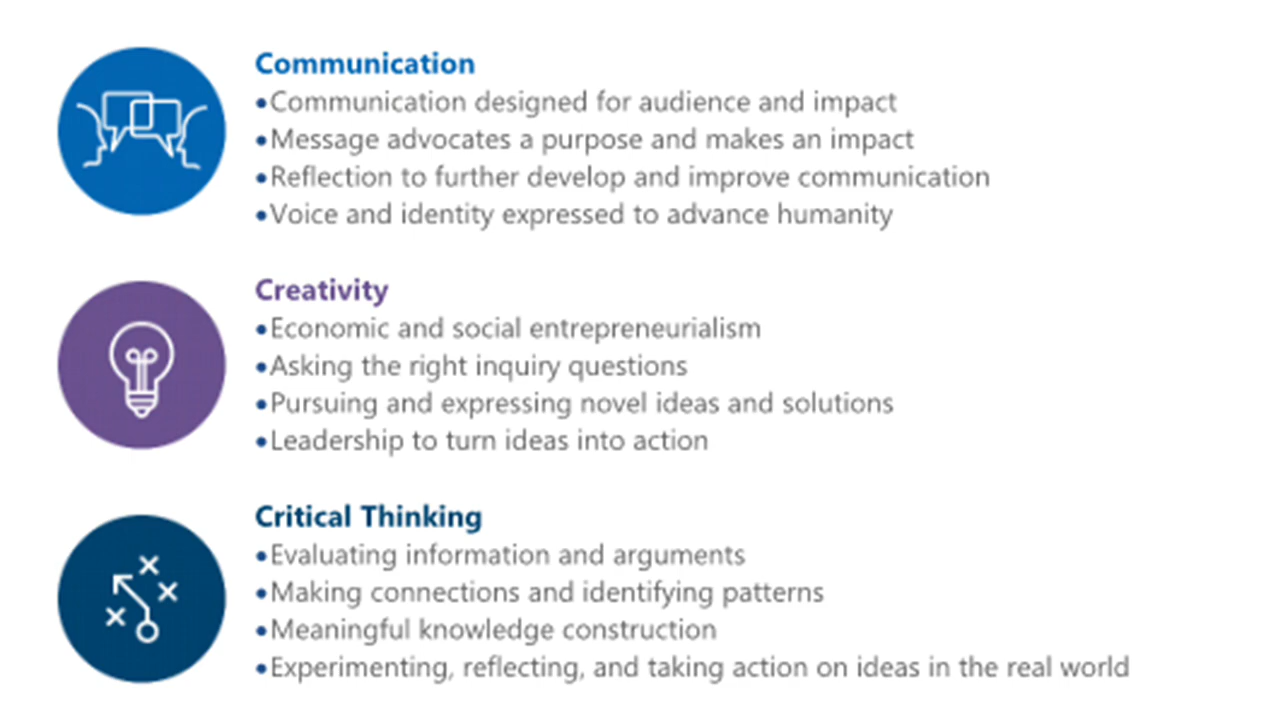 Communication
•Communication designed for audience and impact
•Message advocates a purpose and makes an impact
•Reflection to further develop and improve communication
•Voice and identity expressed to advance humanity
Creativity
•Economic and social entrepreneurialism
•Asking the right inquiry questions
•Pursuing and expressing novel ideas and solutions
•Leadership to turn ideas into action
Critical Thinking
•Evaluating information and arguments
•Making connections and identifying patterns
•Meaningful knowledge construction
•Experimenting, reflecting, and taking action on ideas in the real world